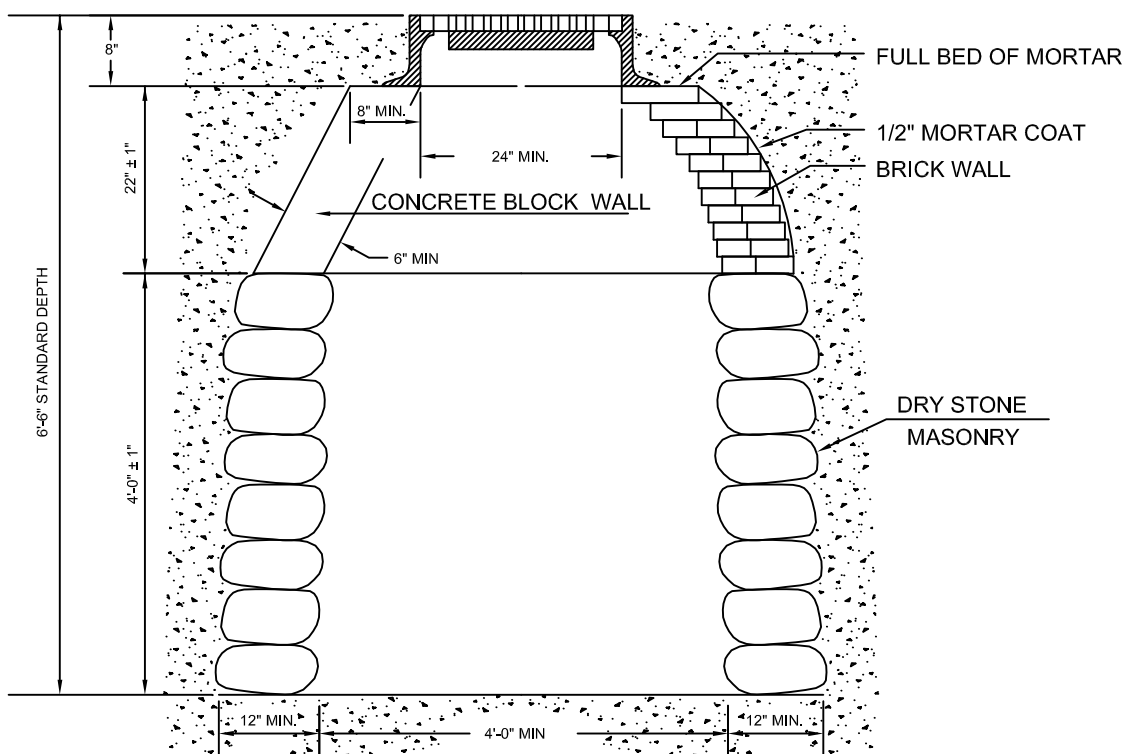 8"
FULL BED OF MORTAR
8" MIN.
1/2" MORTAR COAT
24" MIN.
22" ± 1"
BRICK WALL
CONCRETE BLOCK WALL
6" MIN
6'-6" STANDARD DEPTH
4'-0" ± 1"
DRY STONE
MASONRY
12" MIN.
4'-0" MIN
12" MIN.